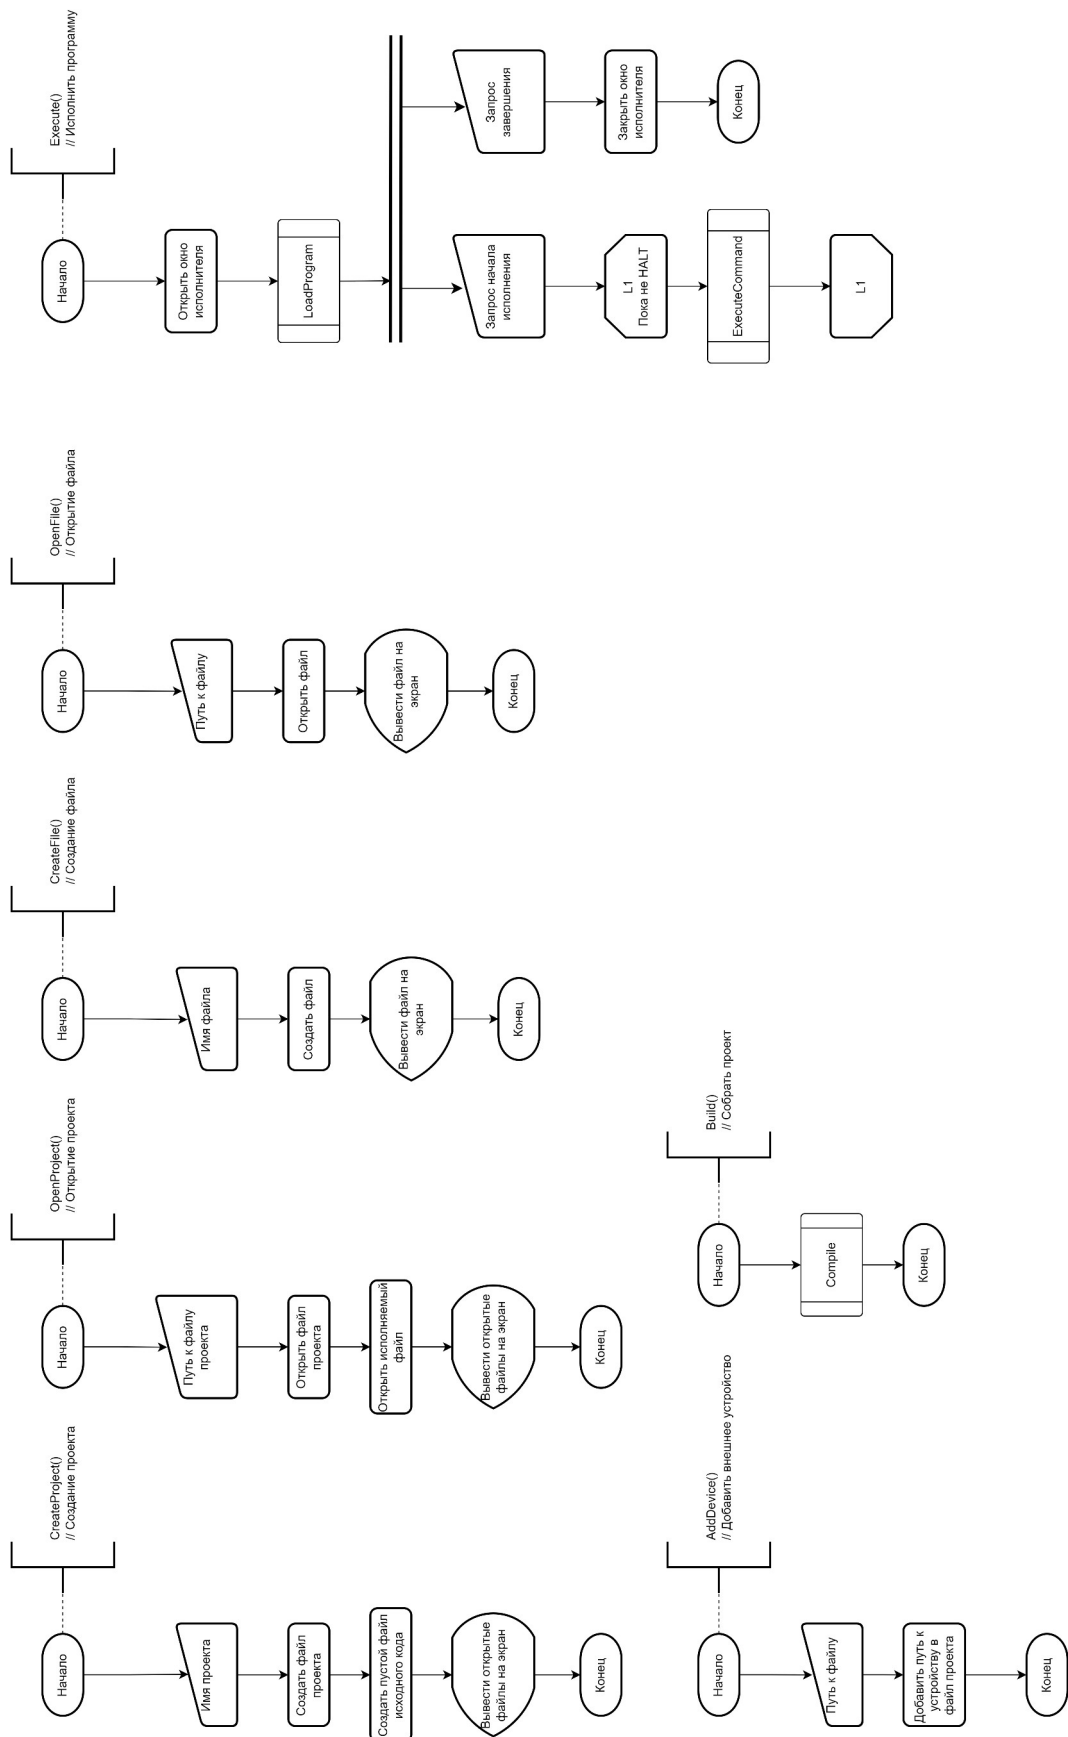 Начало
CreateProject()
// Создание проекта
Имя проекта
Создать файл
проекта
Создать пустой файл
исходного кода
Вывести открытые
файлы на экран
Конец
Начало
OpenProject()
// Открытие проекта
Путь к файлу
проекта
Открыть файл
проекта
Открыть исполняемый
файл
Вывести открытые
файлы на экран
Конец
Начало
CreateFile()
// Создание файла
Имя файла
Создать файл
Вывести файл на
экран
Конец
Начало
OpenFile()
// Открытие файла
Путь к файлу
Открыть файл
Вывести файл на
экран
Конец
Начало
Execute()
// Исполнить программу
Открыть окно
исполнителя
LoadProgram
Запрос начала
исполнения
L1
Пока не HALT
ExecuteCommand
L1
Запрос
завершения
Закрыть окно
исполнителя
Конец
Начало
AddDevice()
// Добавить внешнее устройство
Путь к файлу
Добавить путь к
устройству в
файл проекта
Конец
Начало
Build()
// Собрать проект
Compile
Конец